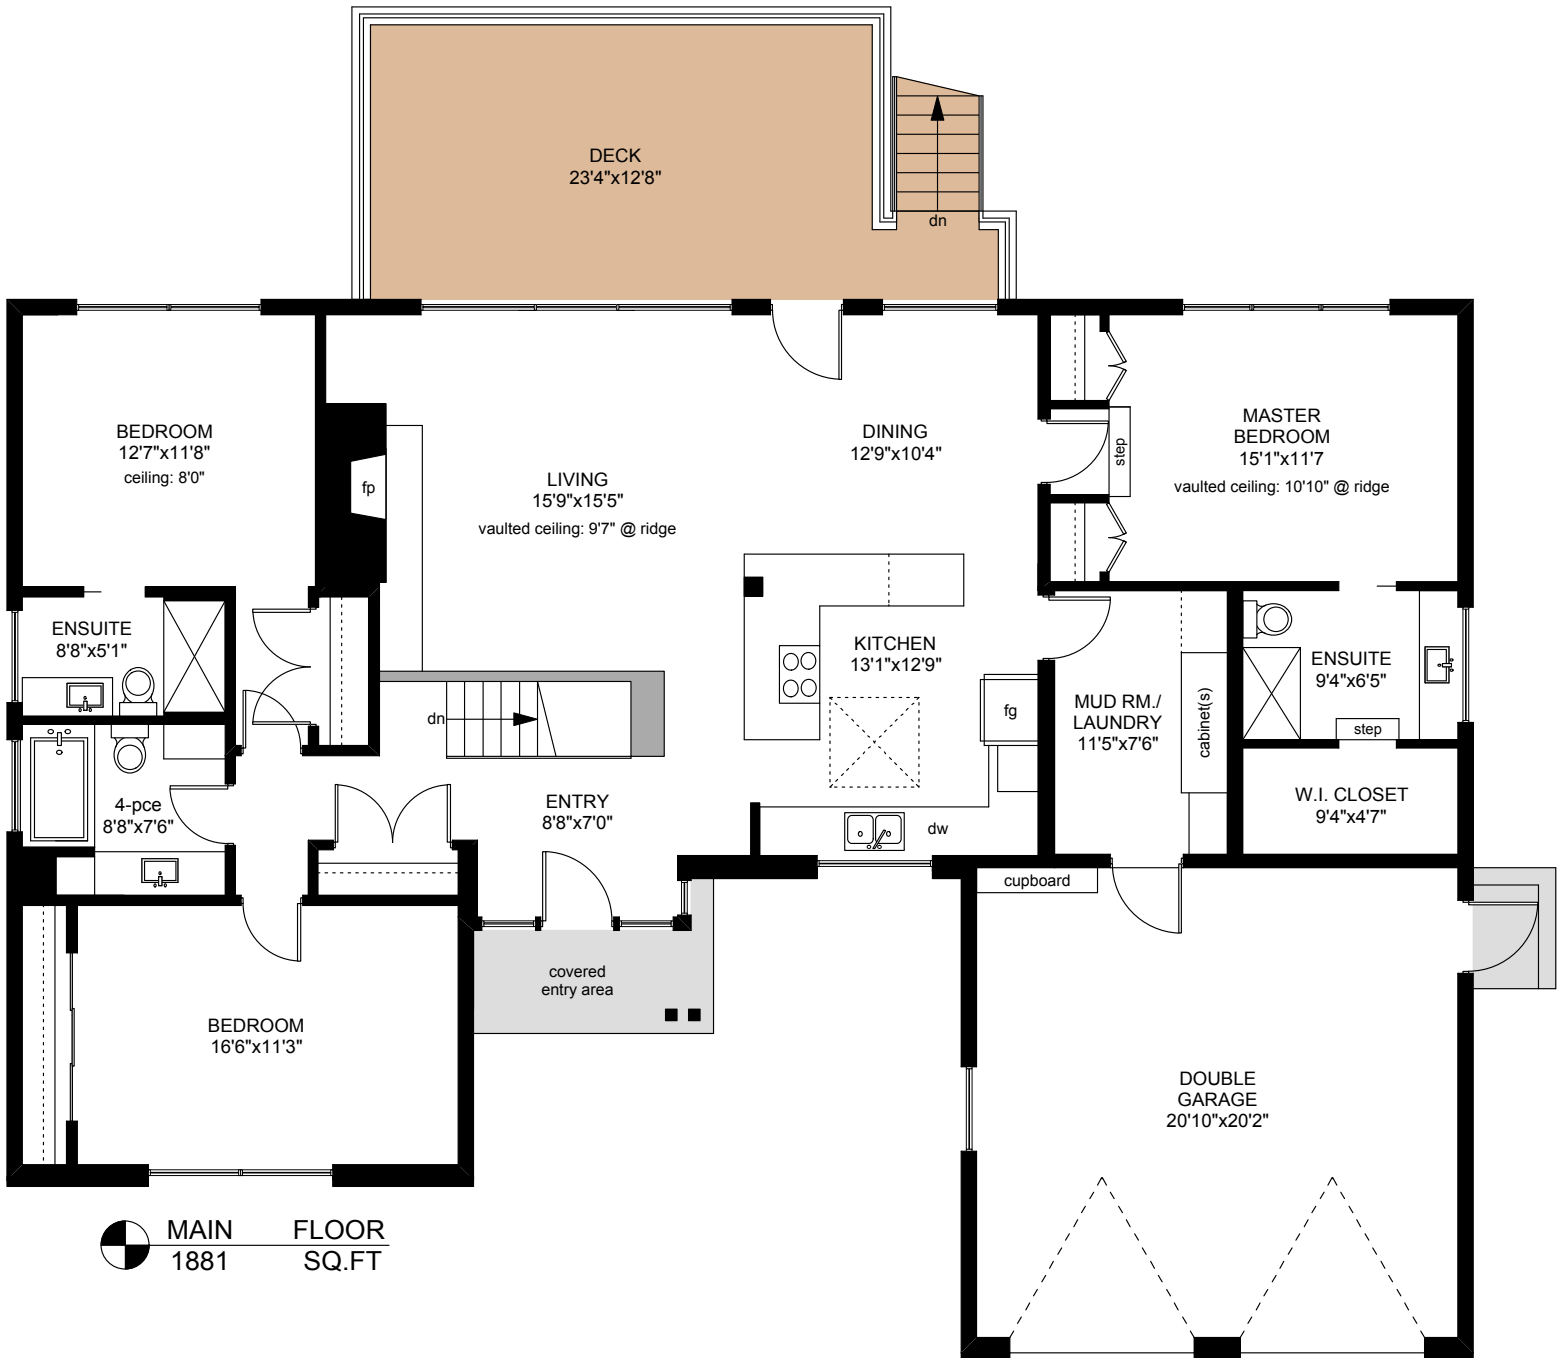 DECK
23'4"x12'8"
dn
BEDROOM
12'7"x11'8"
ceiling: 8'0"
fp
LIVING
15'9"x15'5"
vaulted ceiling: 9'7" @ ridge
DINING
12'9"x10'4"
step
MASTER
BEDROOM
15'1"x11'7
vaulted ceiling: 10'10" @ ridge
ENSUITE
8'8"x5'1"
dn
KITCHEN
13'1"x12'9"
fg
MUD RM./
LAUNDRY
11'5"x7'6"
cabinet(s)
ENSUITE
9'4"x6'5"
step
4-pce
8'8"x7'6"
ENTRY
8'8"x7'0"
dw
W.I. CLOSET
9'4"x4'7"
cupboard
covered
entry area
BEDROOM
16'6"x11'3"
DOUBLE
GARAGE
20'10"x20'2"
MAIN FLOOR
1881 SQ.FT